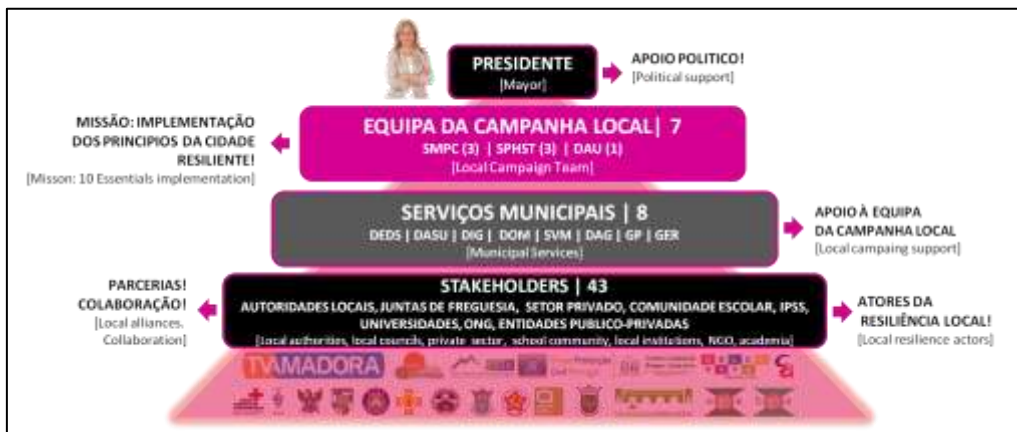 PRESIDENTE
[Mayor]
APOIO POLITICO!
[Political support]
MISSÃO: IMPLEMENTAÇÃO
DOS PRINCIPIOS DA CIDADE
RESILIENTE!
[Misson: 10 Essentials implementation]
EQUIPA DA CAMPANHA LOCAL| 7
SMPC (3) | SPHST (3) | DAU (1)
[Local Campaign Team]
SERVIÇOS MUNICIPAIS | 8
DEDS | DASU | DIG | DOM | SVM | DAG | GP | GER
[Municipal Services]
APOIO À EQUIPA
DA CAMPANHA LOCAL
[Local campaing support]
PARCERIAS!
COLABORAÇÃO!
[Local alliances.
Collaboration]
STAKEHOLDERS | 43
AUTORIDADES LOCAIS, JUNTAS DE FREGUESIA, SETOR PRIVADO, COMUNIDADE ESCOLAR, IPSS,
UNIVERSIDADES, ONG, ENTIDADES PUBLICO-PRIVADAS
[Local authorities, local councils, private sector, school community, local institutions, NGO, academia]
ATORES DA
RESILIÊNCIA LOCAL!
[Local resilience actors]
TVAMADORA